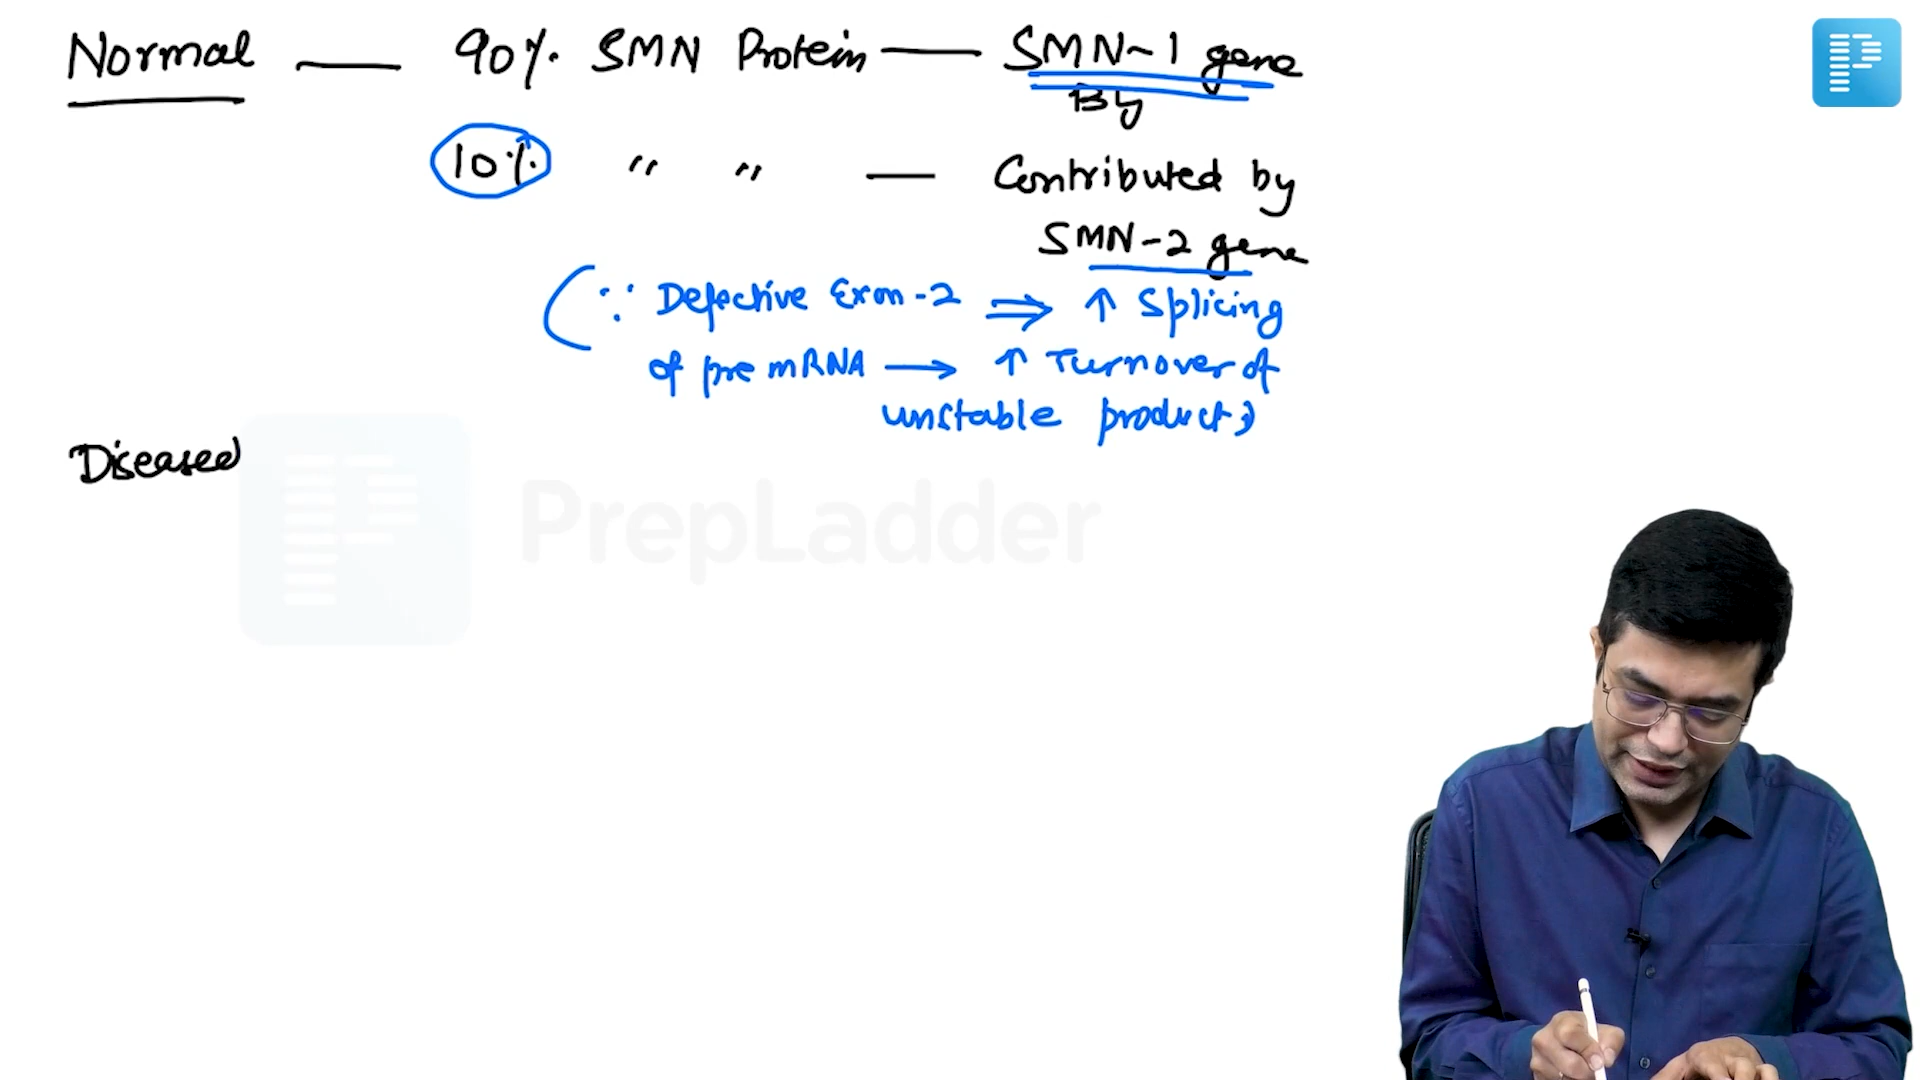 Normal — 90% SMN Protein — SMN-1 gene
By
10% " " — Contributed by
SMN-2 gene
(∵ Defective Exon-2 ⇒ ↑ Splicing
of pre mRNA → ↑ Turnover of
unstable product)
Diseased
PrepLadder